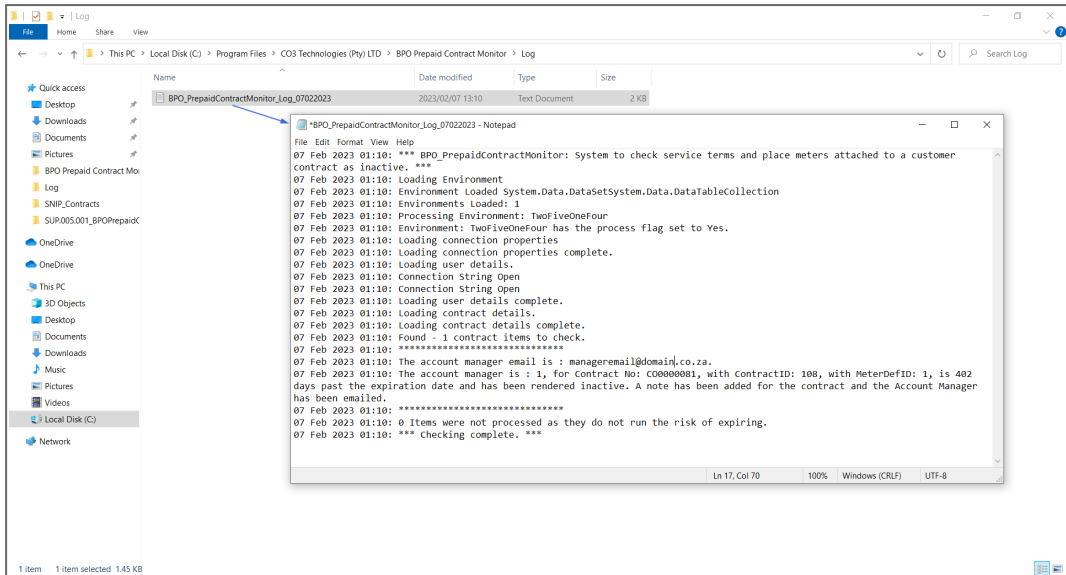 Log
File Home Share View
This PC > Local Disk (C:) > Program Files > CO3 Technologies (Pty) LTD > BPO Prepaid Contract Monitor > Log
Search Log
Name Date modified Type Size
BPO_PrepaidContractMonitor_Log_07022023 2023/02/07 13:10 Text Document 2 KB
Quick access
Desktop
Downloads
Documents
Pictures
BPO Prepaid Contract Mo
Log
SNIP_Contracts
SUP.005.001_BPOPrepaidC
OneDrive
OneDrive
This PC
3D Objects
Desktop
Documents
Downloads
Music
Pictures
Videos
Local Disk (C:)
Network
*BPO_PrepaidContractMonitor_Log_07022023 - Notepad
File Edit Format View Help
07 Feb 2023 01:10: *** BPO_PrepaidContractMonitor: System to check service terms and place meters attached to a customer
contract as inactive. ***
07 Feb 2023 01:10: Loading Environment
07 Feb 2023 01:10: Environment Loaded System.Data.DataSetSystem.Data.DataTableCollection
07 Feb 2023 01:10: Environments Loaded: 1
07 Feb 2023 01:10: Processing Environment: TwoFiveOneFour
07 Feb 2023 01:10: Environment: TwoFiveOneFour has the process flag set to Yes.
07 Feb 2023 01:10: Loading connection properties
07 Feb 2023 01:10: Loading connection properties complete.
07 Feb 2023 01:10: Loading user details.
07 Feb 2023 01:10: Connection String Open
07 Feb 2023 01:10: Connection String Open
07 Feb 2023 01:10: Loading user details complete.
07 Feb 2023 01:10: Loading contract details.
07 Feb 2023 01:10: Loading contract details complete.
07 Feb 2023 01:10: Found - 1 contract items to check.
07 Feb 2023 01:10: ******************************
07 Feb 2023 01:10: The account manager email is : manageremail@domain.co.za.
07 Feb 2023 01:10: The account manager is : 1, for Contract No: CO0000081, with ContractID: 108, with MeterDefID: 1, is 402
days past the expiration date and has been rendered inactive. A note has been added for the contract and the Account Manager
has been emailed.
07 Feb 2023 01:10: ******************************
07 Feb 2023 01:10: 0 Items were not processed as they do not run the risk of expiring.
07 Feb 2023 01:10: *** Checking complete. ***
Ln 17, Col 70 100% Windows (CRLF) UTF-8
1 item 1 item selected 1.45 KB